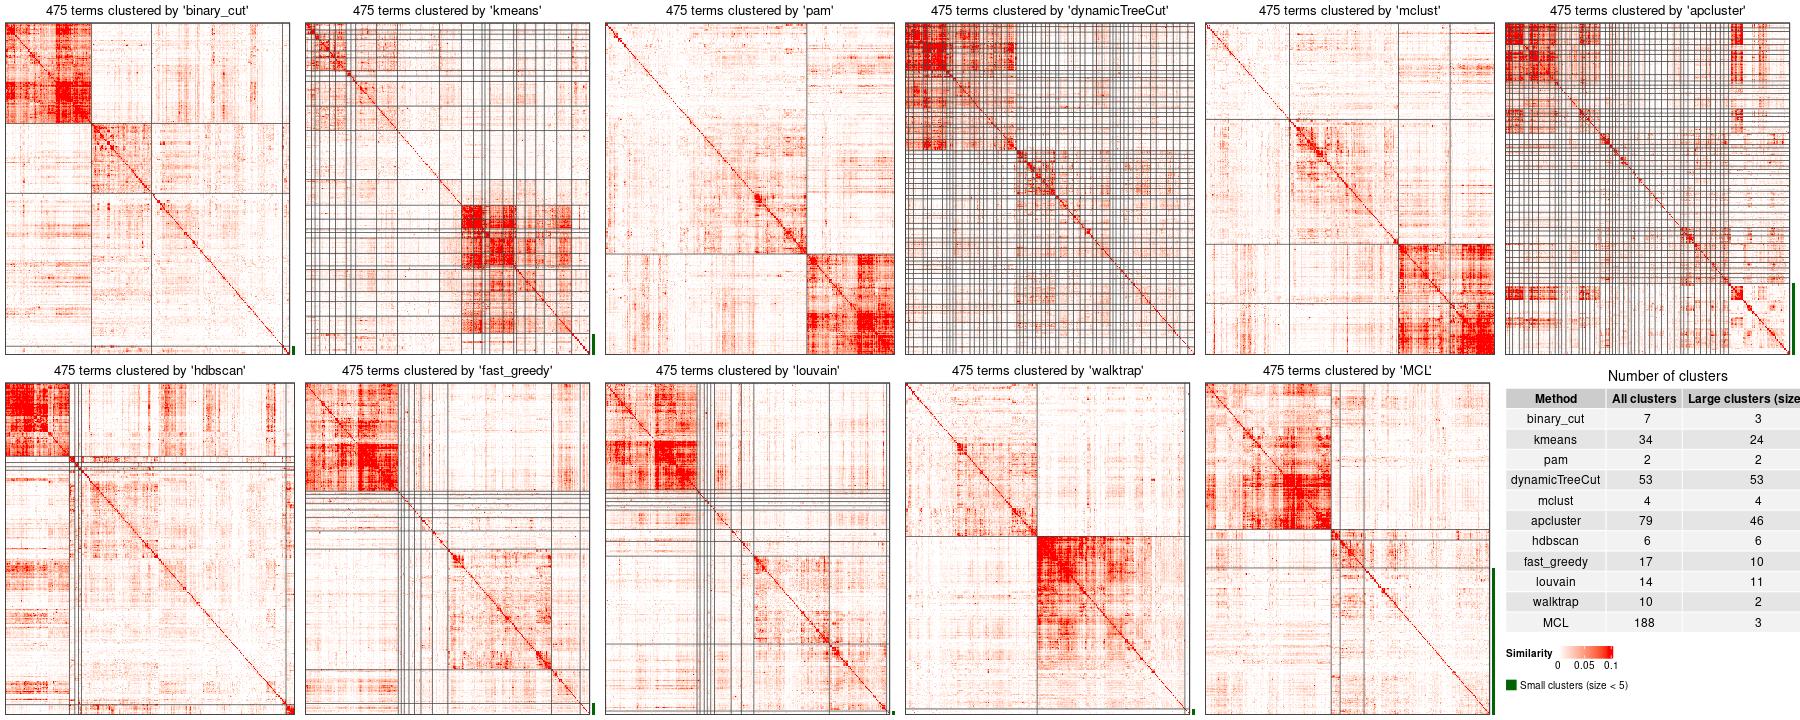 475 terms clustered by 'binary_cut'
475 terms clustered by 'kmeans'
475 terms clustered by 'pam'
475 terms clustered by 'dynamicTreeCut'
475 terms clustered by 'mclust'
475 terms clustered by 'apcluster'
475 terms clustered by 'hdbscan'
475 terms clustered by 'fast_greedy'
475 terms clustered by 'louvain'
475 terms clustered by 'walktrap'
475 terms clustered by 'MCL'
Number of clusters
Method All clusters Large clusters (size
binary_cut 7 3
kmeans 34 24
pam 2 2
dynamicTreeCut 53 53
mclust 4 4
apcluster 79 46
hdbscan 6 6
fast_greedy 17 10
louvain 14 11
walktrap 10 2
MCL 188 3
Similarity
0 0.05 0.1
Small clusters (size < 5)